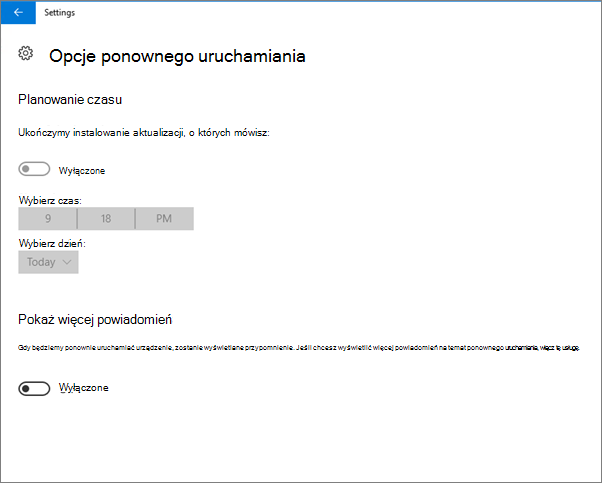 Settings
Opcje ponownego uruchamiania
Planowanie czasu
Ukończymy instalowanie aktualizacji, o których mówisz:
Wyłączone
Wybierz czas:
9 18 PM
Wybierz dzień:
Today
Pokaż więcej powiadomień
Gdy będziemy ponownie uruchamiać urządzenie, zostanie wyświetlane przypomnienie. Jeśli chcesz wyświetlić więcej powiadomień na temat ponownego uruchamiania, włącz tę usługę.
Wyłączone